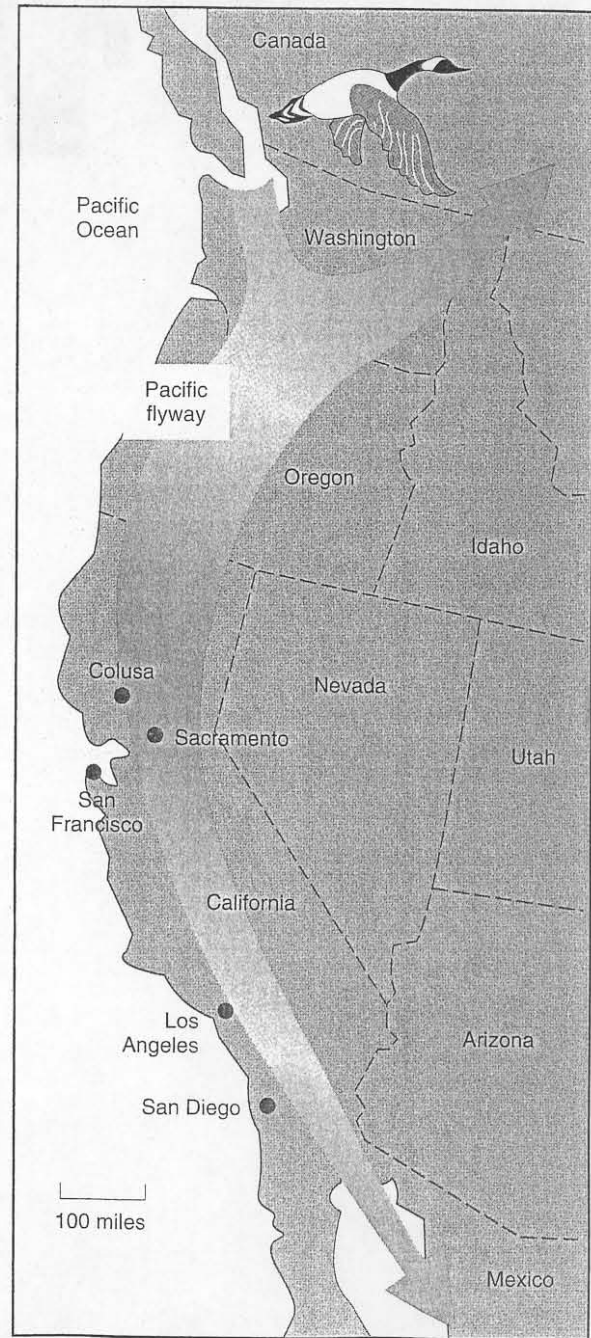 Canada
Pacific
Ocean
Washington
Pacific
flyway
Oregon
Idaho
Colusa
Nevada
Sacramento
Utah
San
Francisco
California
Los
Angeles
Arizona
San Diego
100 miles
Mexico